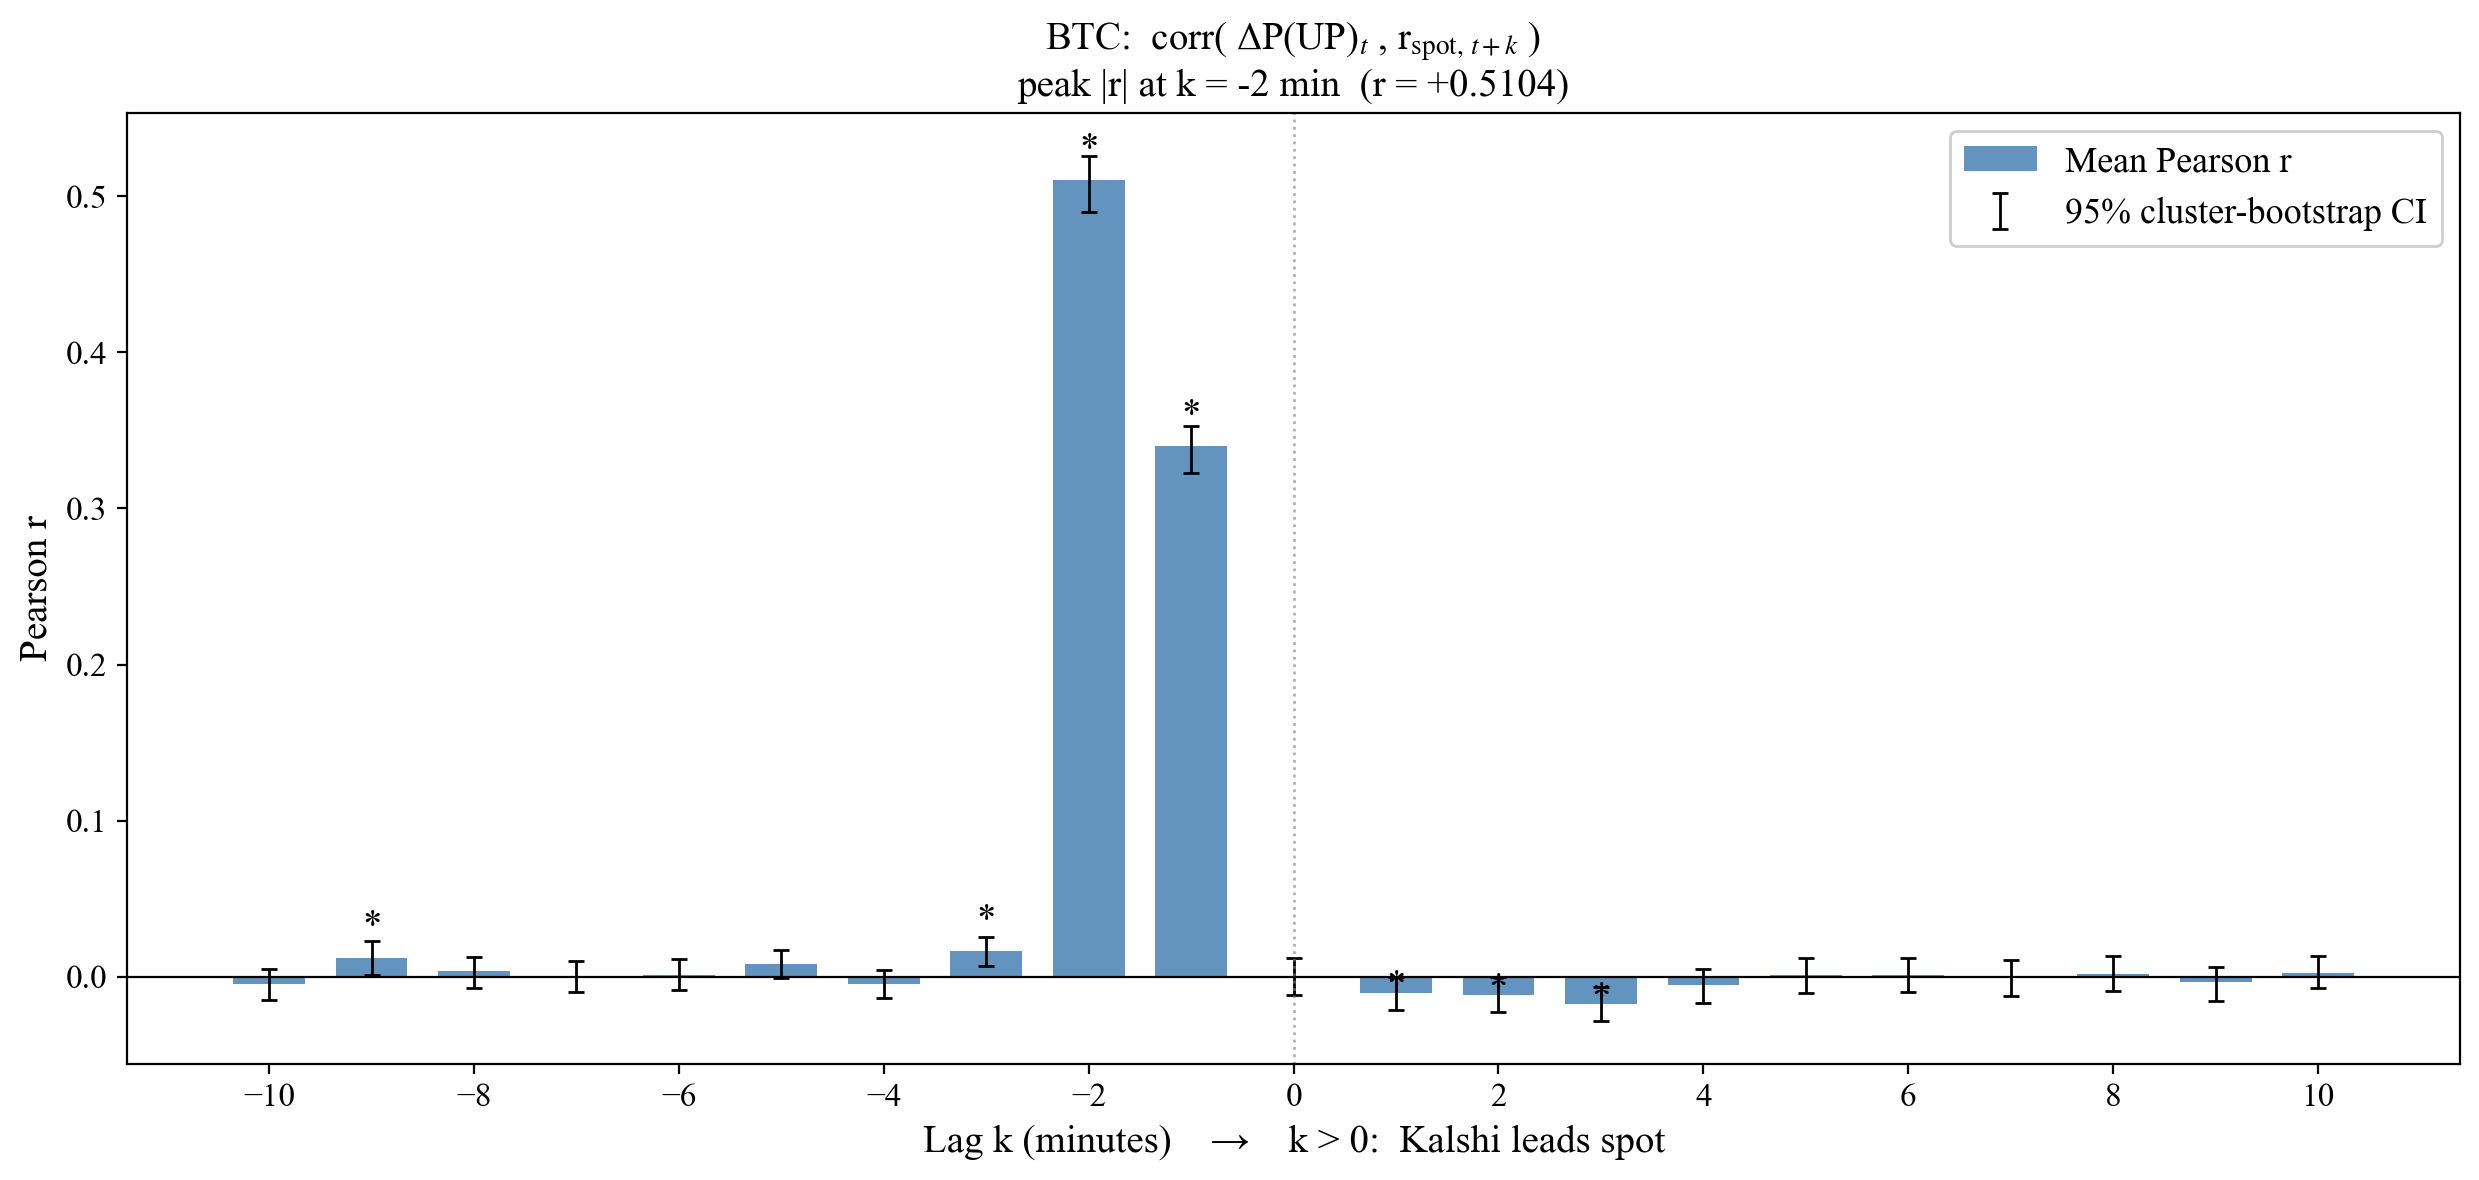 BTC:  corr( ΔP(UP)t , rspot, t+k )
peak |r| at k = -2 min  (r = +0.5104)
Mean Pearson r
95% cluster-bootstrap CI
Pearson r
0.5
0.4
0.3
0.2
0.1
0.0
* * * * * * *
−10 −8 −6 −4 −2 0 2 4 6 8 10
Lag k (minutes)   →   k > 0:  Kalshi leads spot